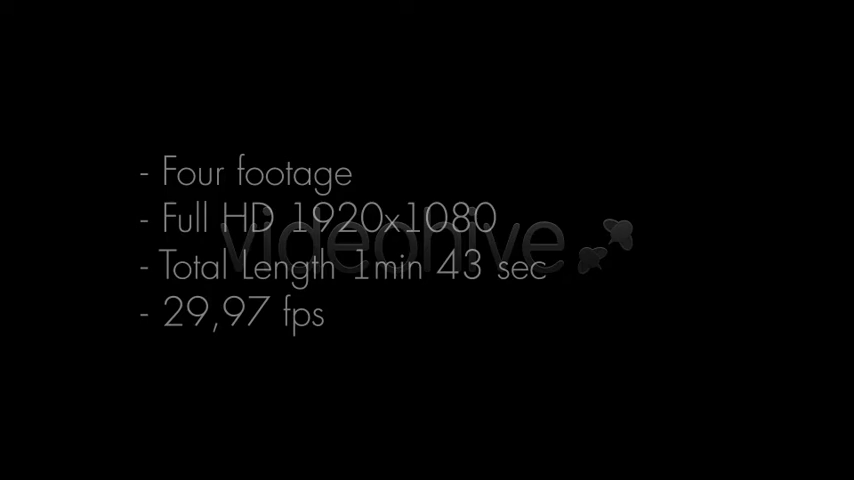 - Four footage
- Full HD 1920x1080
videohive
- Total Length 1min 43 sec
- 29,97 fps